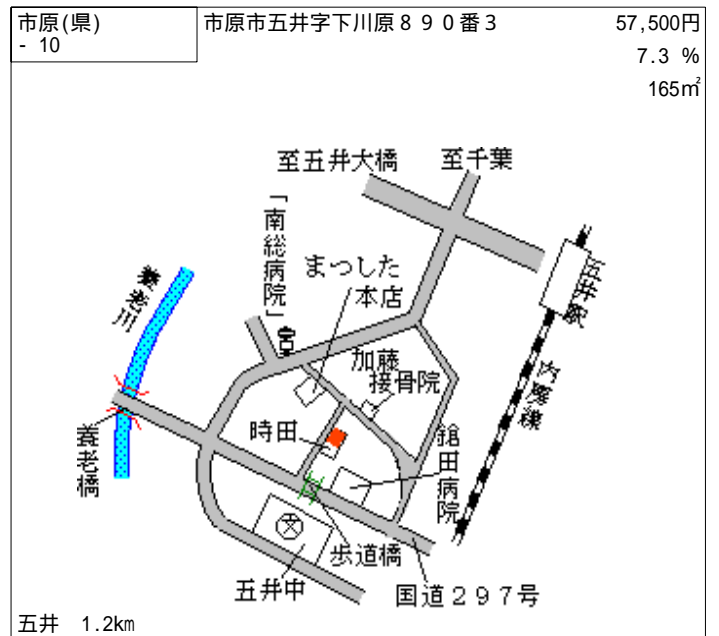 市原(県)
- 10
市原市五井字下川原８９０番３
57,500円
7.3 %
165㎡
至五井大橋
至千葉
「南総病院」
まつした
本店
養老川
五井駅
宮
加藤
接骨院
内房線
時田
鎗田病院
養老橋
歩道橋
五井中
国道２９７号
五井 1.2km